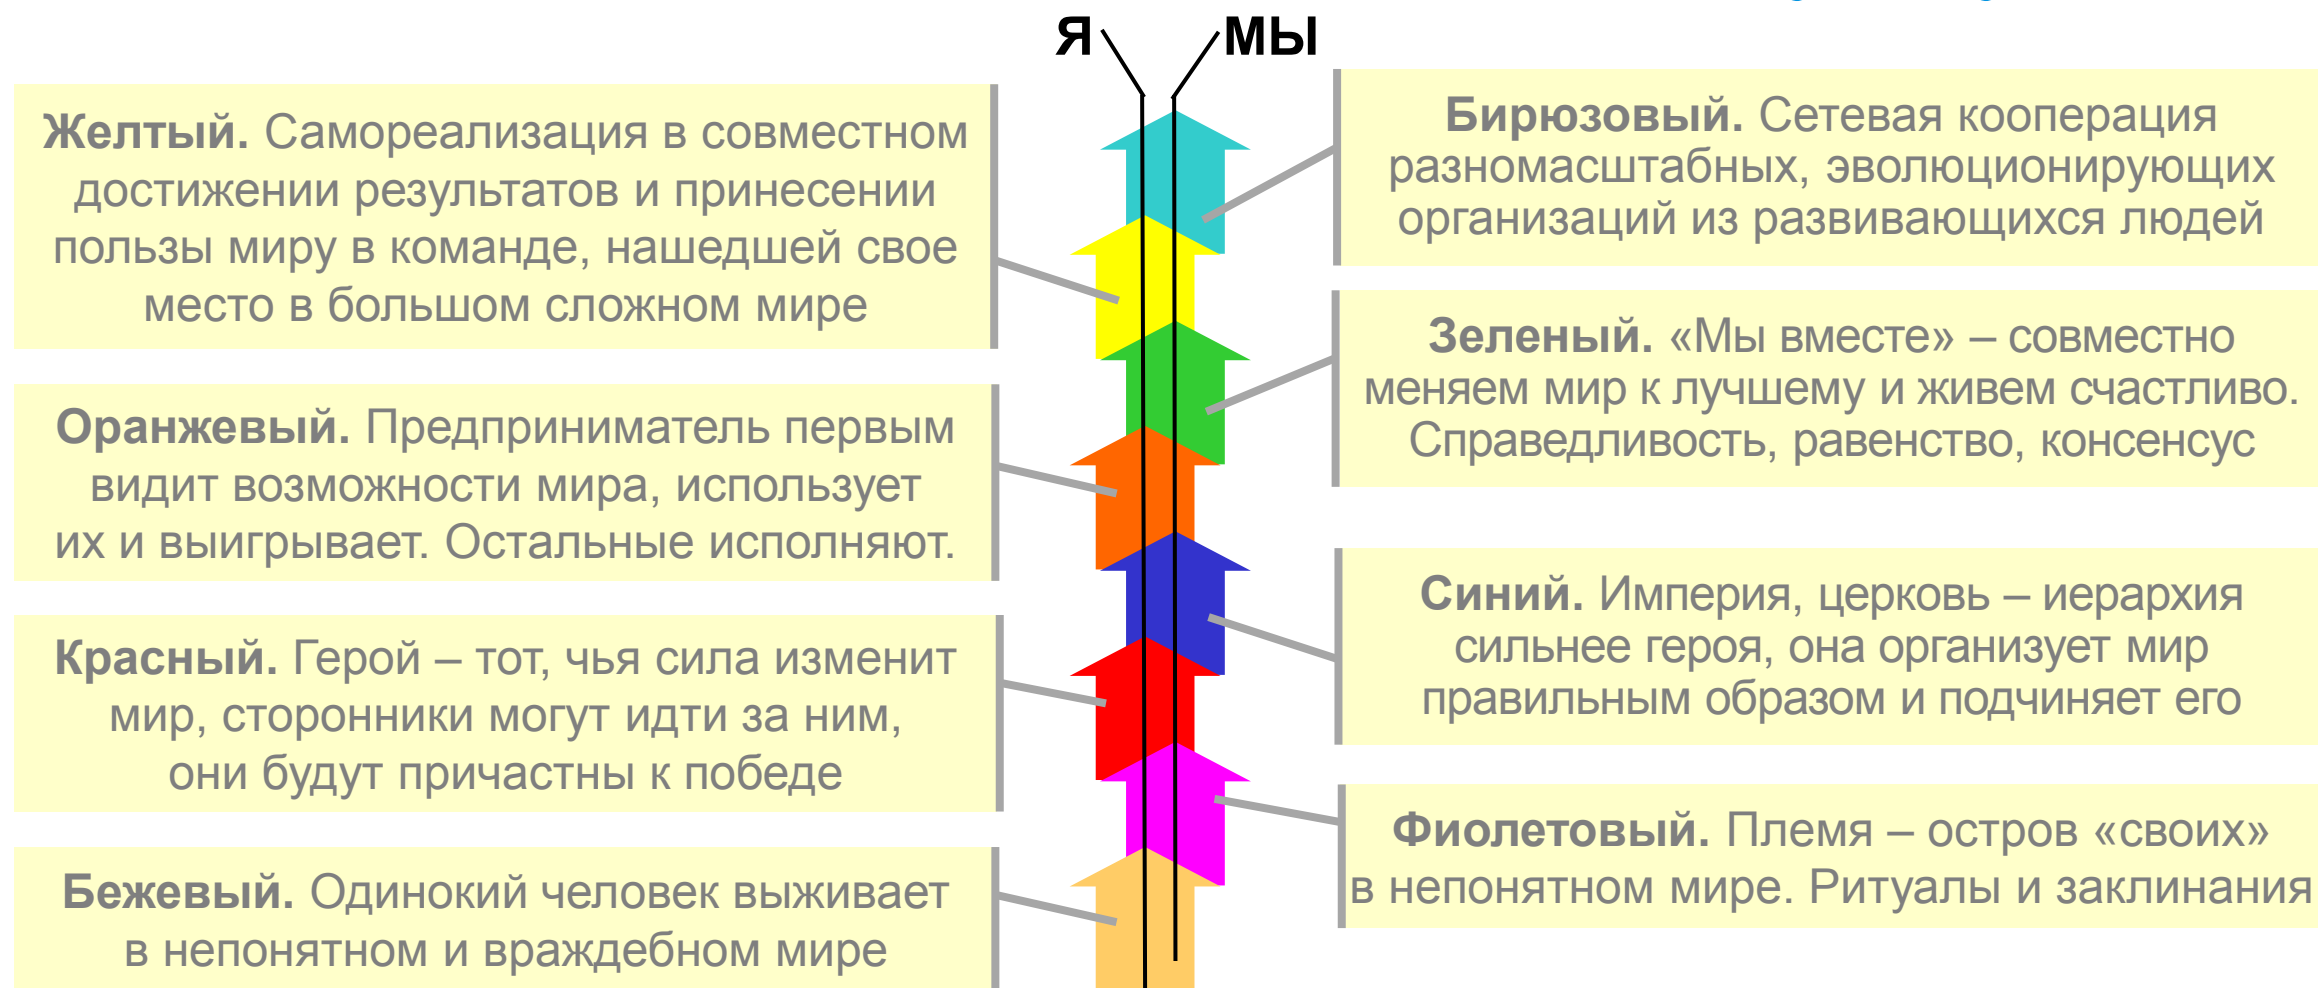 Я
МЫ
Желтый. Самореализация в совместном
достижении результатов и принесении
пользы миру в команде, нашедшей свое
место в большом сложном мире
Бирюзовый. Сетевая кооперация
разномасштабных, эволюционирующих
организаций из развивающихся людей
Оранжевый. Предприниматель первым
видит возможности мира, использует
их и выигрывает. Остальные исполняют.
Зеленый. «Мы вместе» – совместно
меняем мир к лучшему и живем счастливо.
Справедливость, равенство, консенсус
Красный. Герой – тот, чья сила изменит
мир, сторонники могут идти за ним,
они будут причастны к победе
Синий. Империя, церковь – иерархия
сильнее героя, она организует мир
правильным образом и подчиняет его
Бежевый. Одинокий человек выживает
в непонятном и враждебном мире
Фиолетовый. Племя – остров «своих»
в непонятном мире. Ритуалы и заклинания